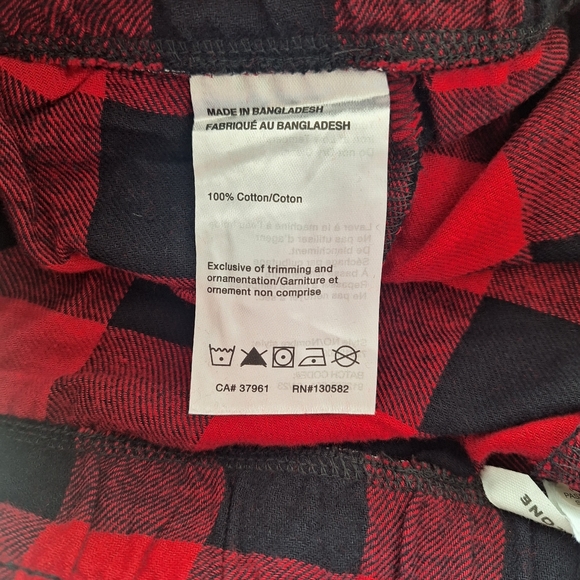 MADE IN BANGLADESH
FABRIQUÉ AU BANGLADESH
100% Cotton/Coton
Exclusive of trimming and
ornamentation/Garniture et
ornement non comprise
CA# 37961 RN#130582
ONE